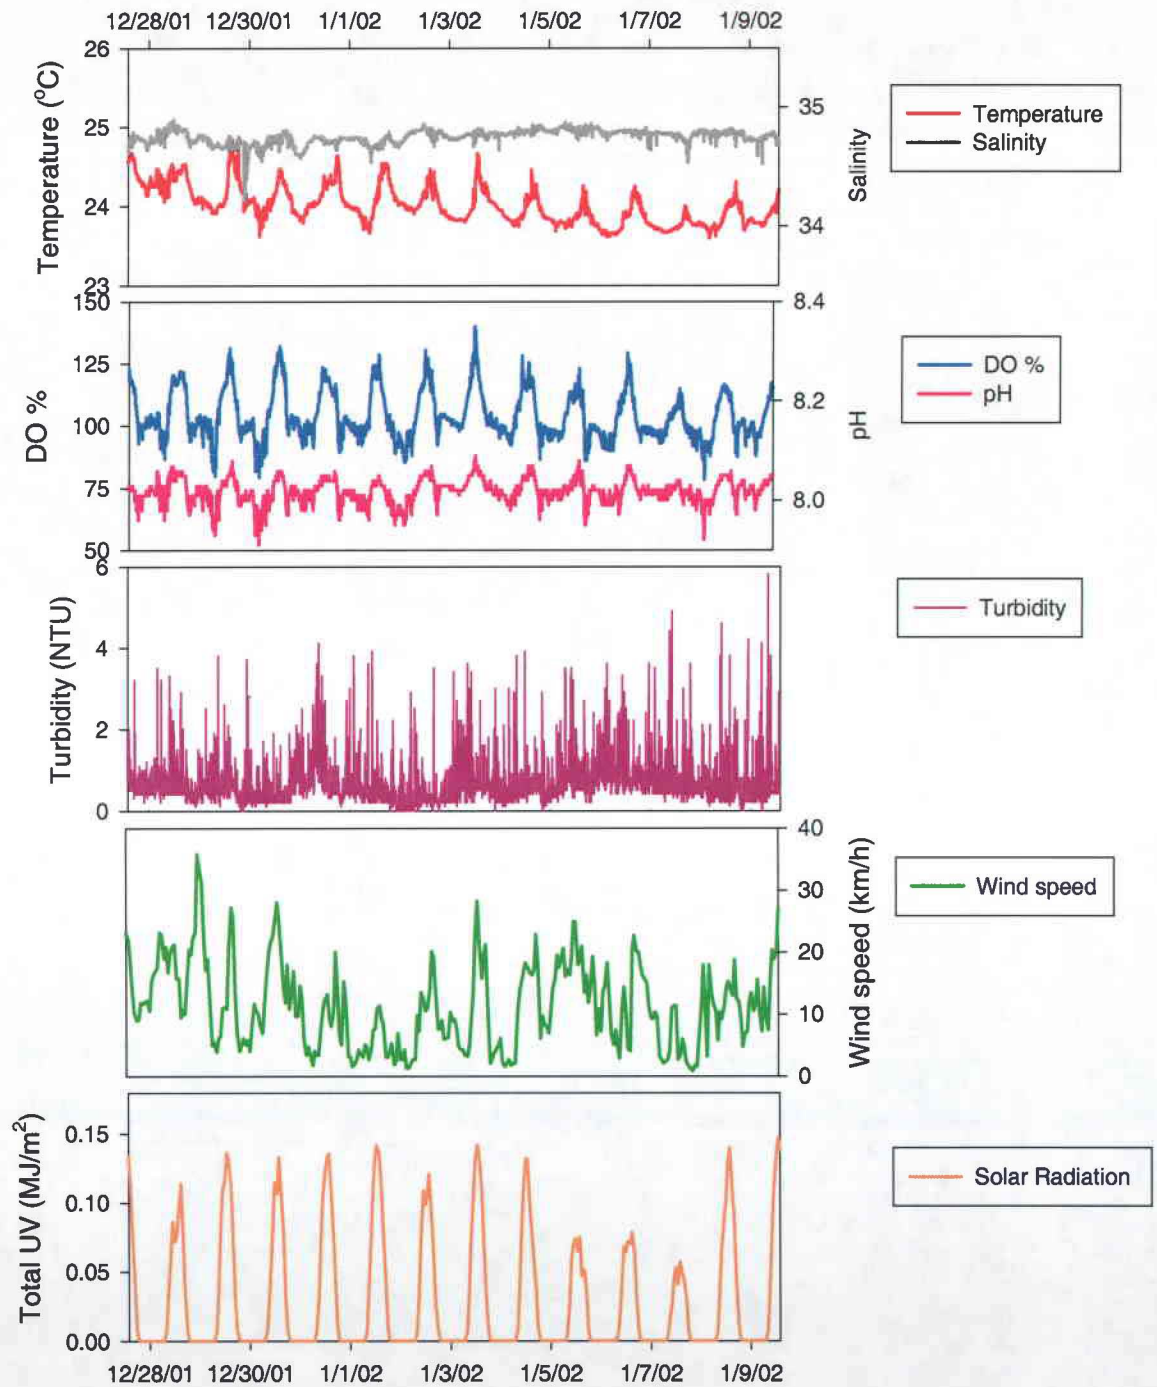 12/28/01 12/30/01 1/1/02 1/3/02 1/5/02 1/7/02 1/9/02
26
25
24
23
Temperature (°C)
35
34
Salinity
Temperature
Salinity
150
125
100
75
50
DO %
8.4
8.2
8.0
pH
DO %
pH
6
4
2
0
Turbidity (NTU)
Turbidity
40
30
20
10
0
Wind speed (km/h)
Wind speed
0.15
0.10
0.05
0.00
Total UV (MJ/m²)
Solar Radiation
12/28/01 12/30/01 1/1/02 1/3/02 1/5/02 1/7/02 1/9/02